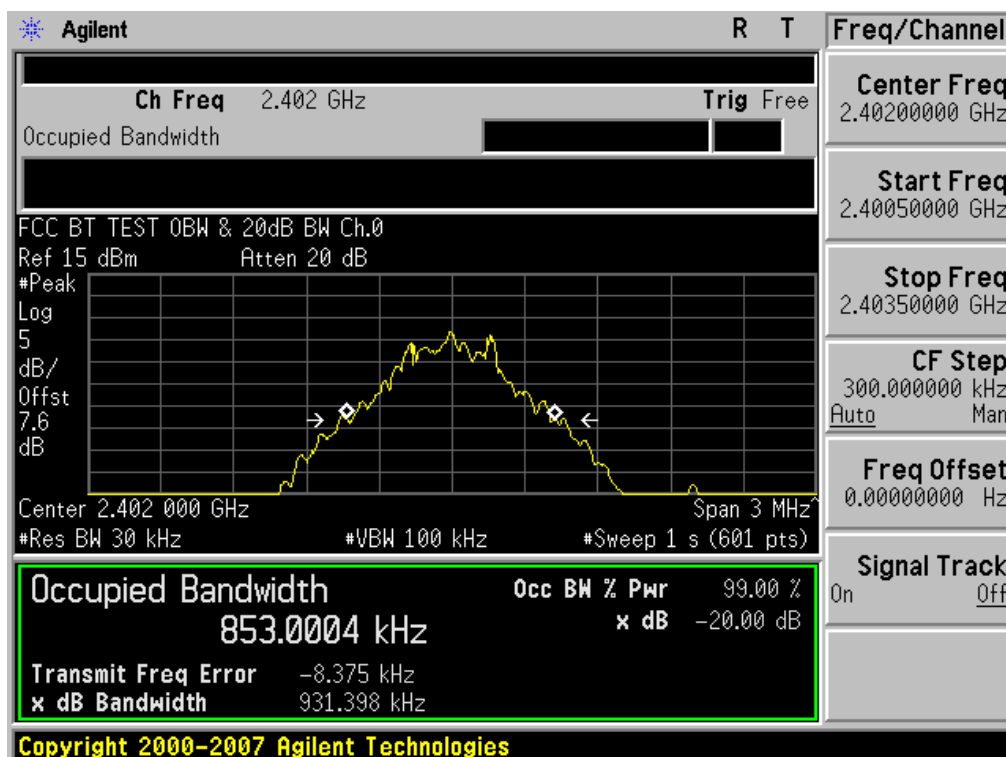 Agilent R T
Freq/Channel
Ch Freq 2.402 GHz Trig Free
Occupied Bandwidth
Center Freq
2.40200000 GHz
Start Freq
2.40050000 GHz
Stop Freq
2.40350000 GHz
CF Step
300.000000 kHz
Auto Man
Freq Offset
0.00000000 Hz
Signal Track
On Off
FCC BT TEST OBW & 20dB BW Ch.0
Ref 15 dBm Atten 20 dB
#Peak
Log
5
dB/
Offst
7.6
dB
Center 2.402 000 GHz Span 3 MHz^
#Res BW 30 kHz #VBW 100 kHz #Sweep 1 s (601 pts)
Occupied Bandwidth Occ BW % Pwr 99.00 %
853.0004 kHz x dB -20.00 dB
Transmit Freq Error -8.375 kHz
x dB Bandwidth 931.398 kHz
Copyright 2000-2007 Agilent Technologies